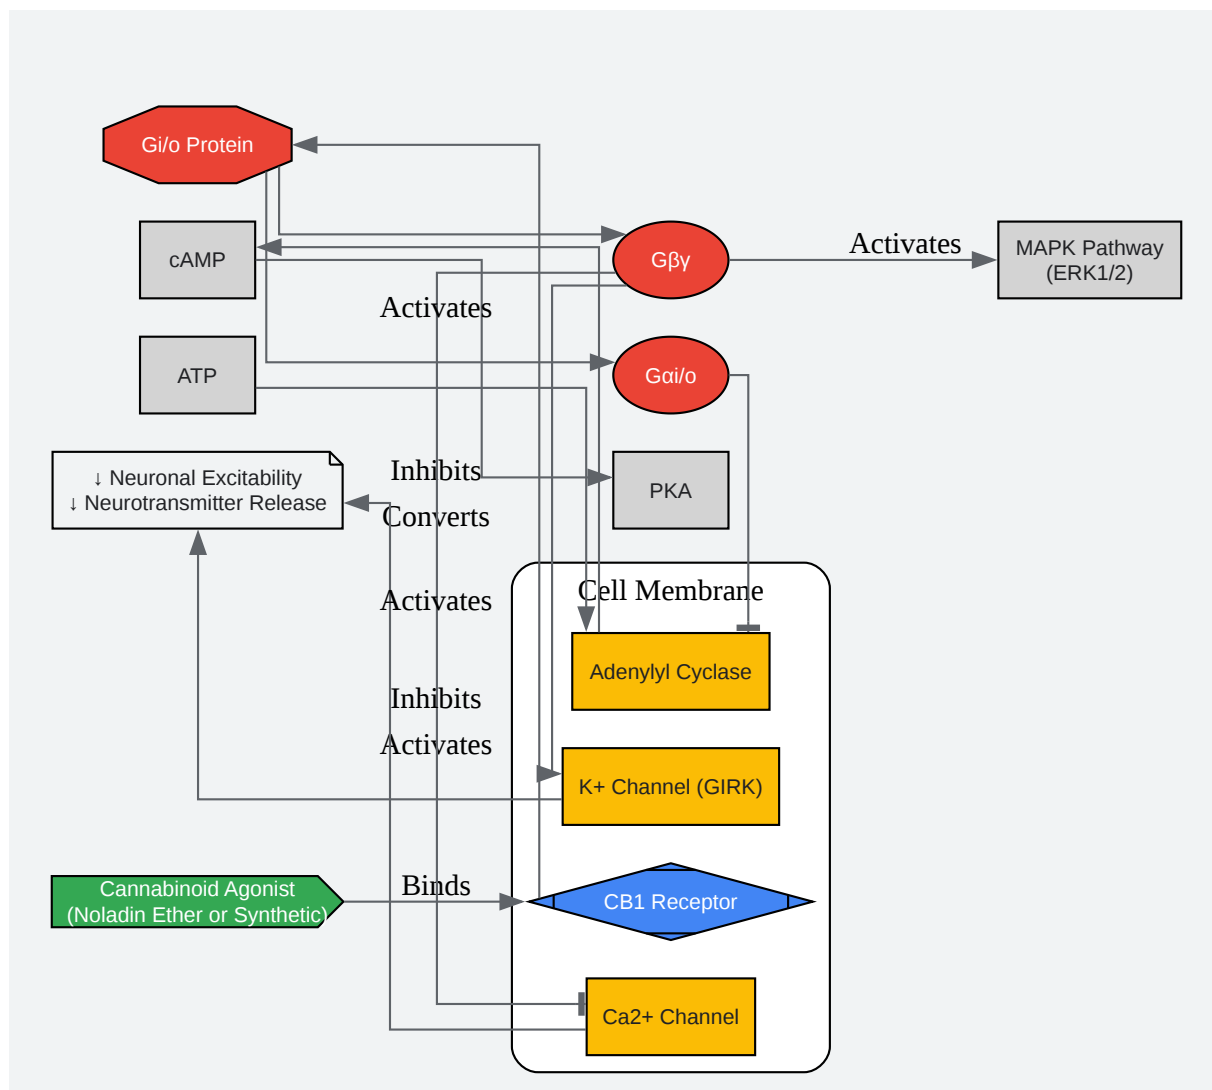 Gi/o Protein
cAMP
Gβγ
Activates
MAPK Pathway
(ERK1/2)
Activates
ATP
Gαi/o
↓ Neuronal Excitability
↓ Neurotransmitter Release
Inhibits
PKA
Converts
Cell Membrane
Activates
Adenylyl Cyclase
Inhibits
Activates
K+ Channel (GIRK)
Cannabinoid Agonist
(Noladin Ether or Synthetic)
Binds
CB1 Receptor
Ca2+ Channel